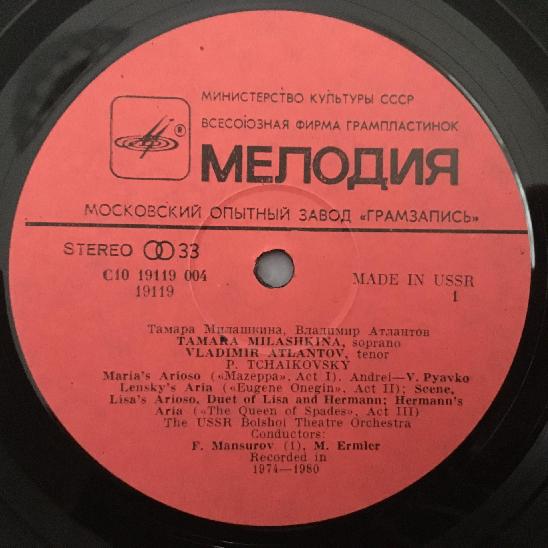 МИНИСТЕРСТВО КУЛЬТУРЫ СССР
ВСЕСОЮЗНАЯ ФИРМА ГРАМПЛАСТИНОК
®
МЕЛОДИЯ
МОСКОВСКИЙ ОПЫТНЫЙ ЗАВОД «ГРАМЗАПИСЬ»
STEREO 33
С10 19119 004
19119
MADE IN USSR
1
Тамара Милашкина, Владимир Атлантов
TAMARA MILASHKINA, soprano
VLADIMIR ATLANTOV, tenor
P. TCHAIKOVSKY
Maria's Arioso («Mazeppa», Act I). Andrei—V. Pyavko
Lensky's Aria («Eugene Onegin», Act II); Scene,
Lisa's Arioso, Duet of Lisa and Hermann; Hermann's
Aria («The Queen of Spades», Act III)
The USSR Bolshoi Theatre Orchestra
Conductors:
F. Mansurov (1), M. Ermler
Recorded in
1974—1980